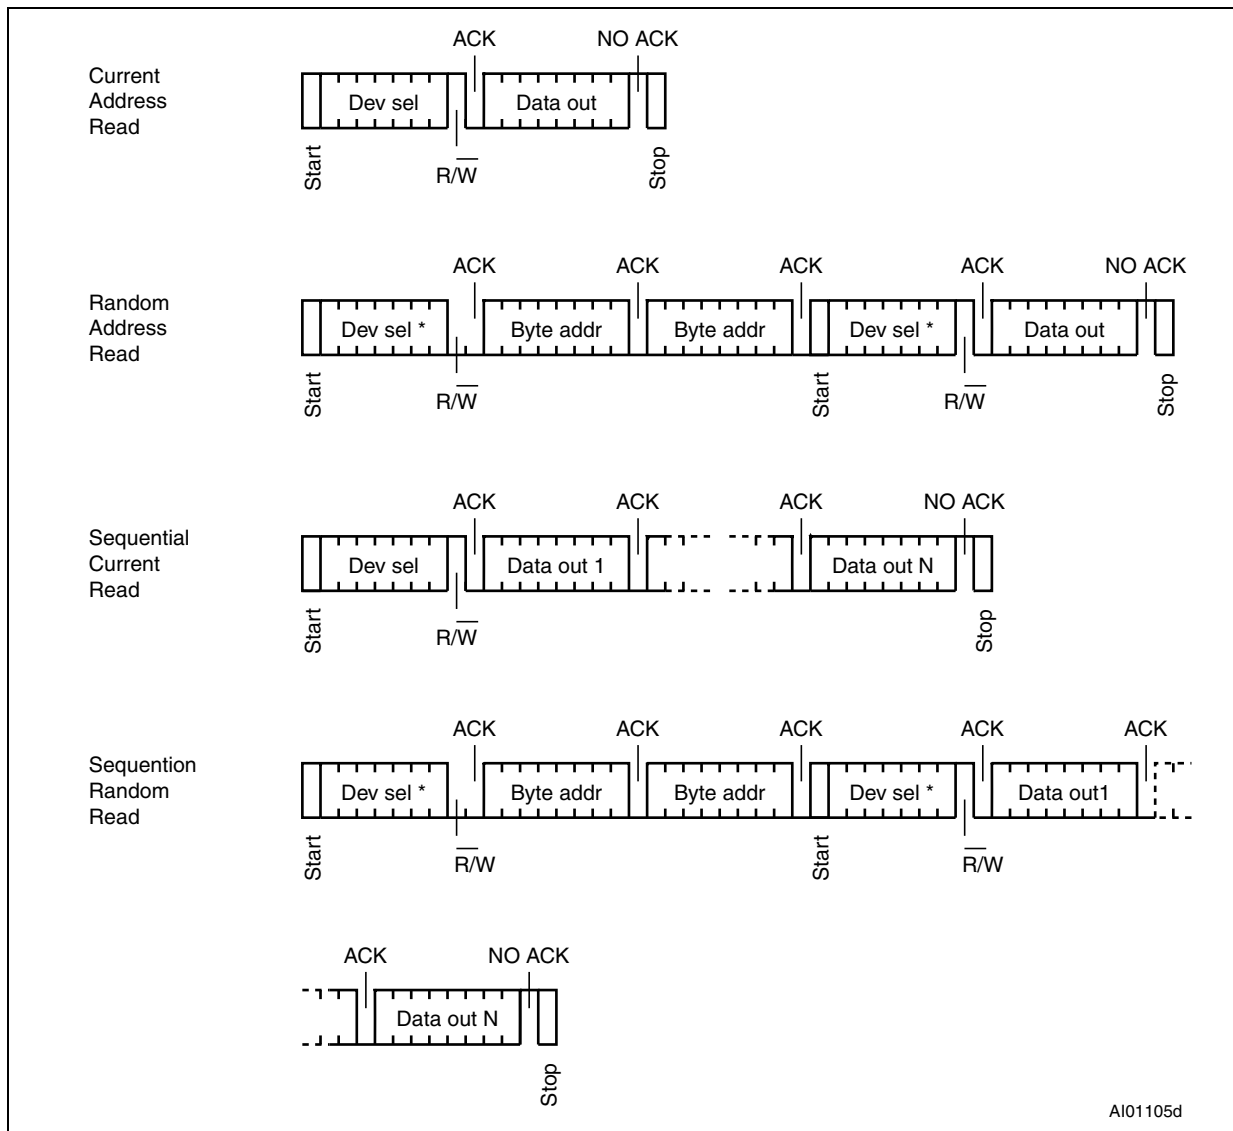 ACK NO ACK
Current
Address
Read
Dev sel Data out
Start R/W̅ Stop
ACK ACK ACK ACK NO ACK
Random
Address
Read
Dev sel * Byte addr Byte addr Dev sel * Data out
Start R/W̅ Start R/W̅ Stop
ACK ACK ACK NO ACK
Sequential
Current
Read
Dev sel Data out 1 Data out N
Start R/W̅ Stop
ACK ACK ACK ACK ACK
Sequention
Random
Read
Dev sel * Byte addr Byte addr Dev sel * Data out1
Start R̅/W Start R̅/W
ACK NO ACK
Data out N
Stop
AI01105d